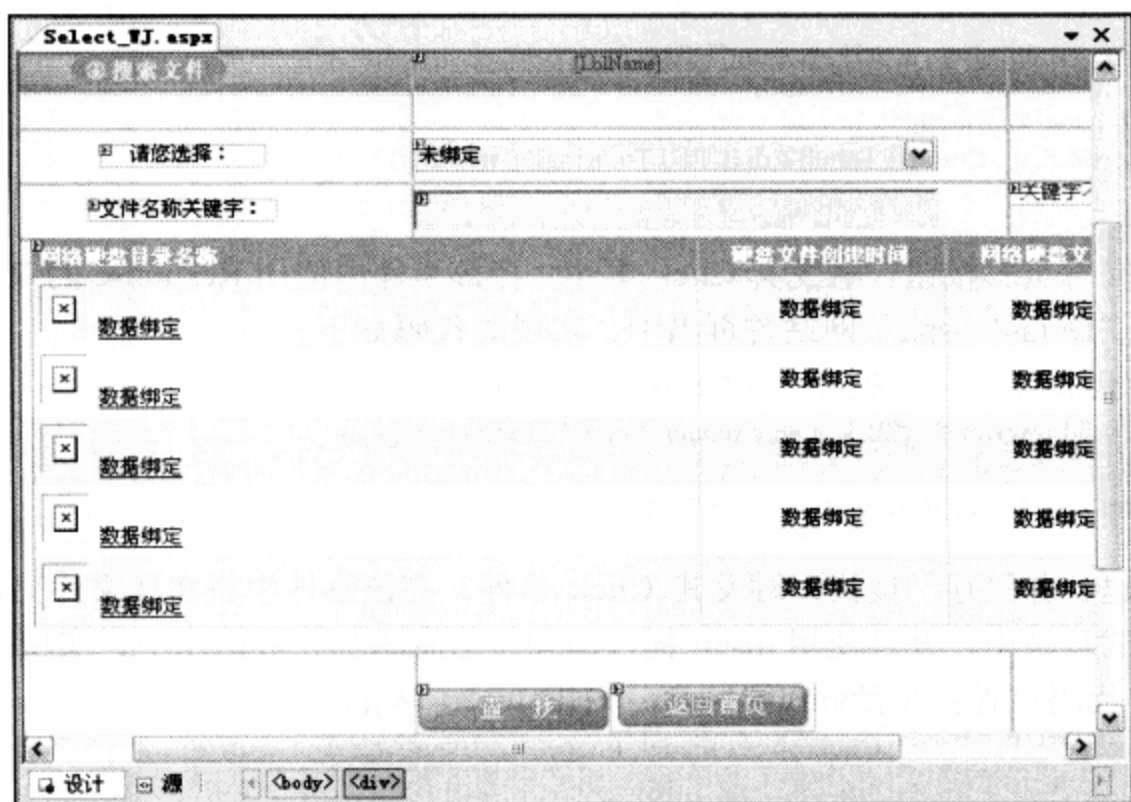 Select_WJ.aspx
搜索文件
[LblName]
请您选择：
未绑定
文件名称关键字：
关键字
网络硬盘目录名称 硬盘文件创建时间 网络硬盘文
数据绑定 数据绑定 数据绑定
数据绑定 数据绑定 数据绑定
数据绑定 数据绑定 数据绑定
数据绑定 数据绑定 数据绑定
数据绑定 数据绑定 数据绑定
返回首页
设计 源 <body> <div>